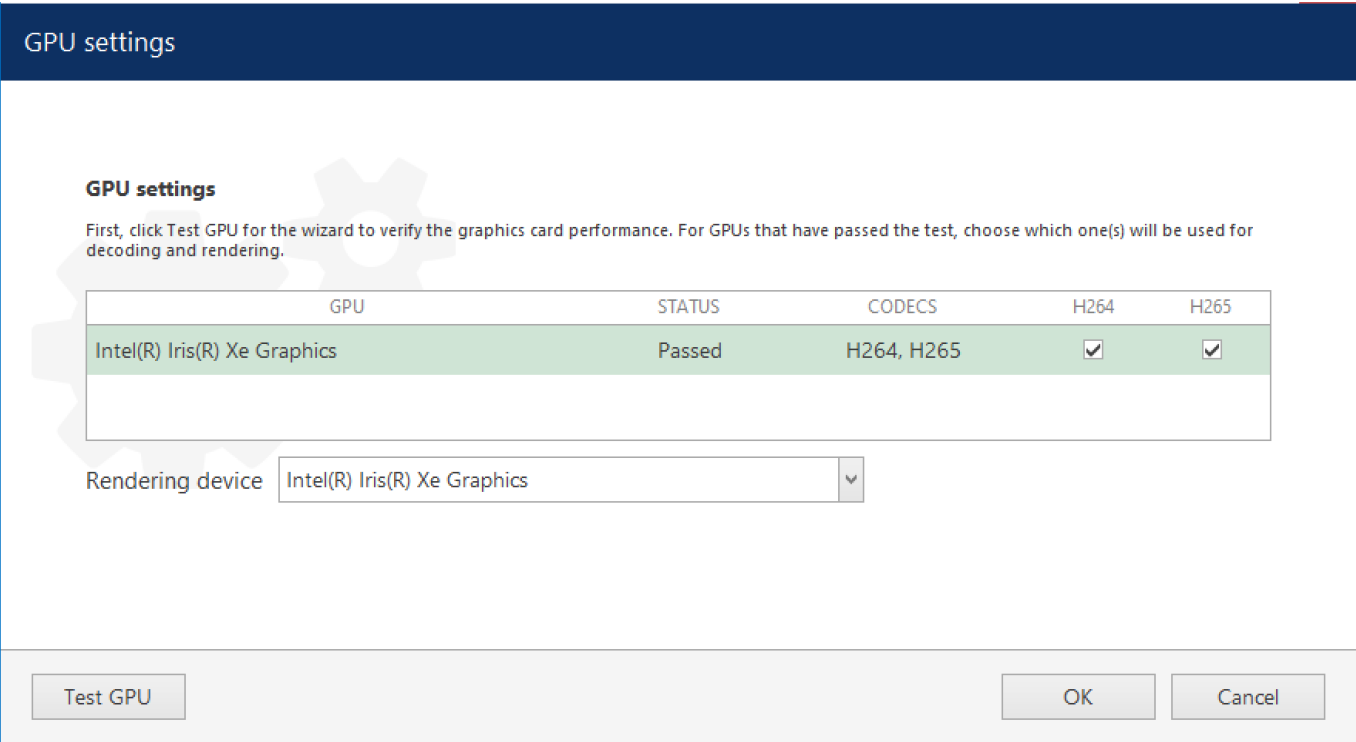 GPU settings
GPU settings
First, click Test GPU for the wizard to verify the graphics card performance. For GPUs that have passed the test, choose which one(s) will be used for
decoding and rendering.
GPU STATUS CODECS H264 H265
Intel(R) Iris(R) Xe Graphics Passed H264, H265
Rendering device Intel(R) Iris(R) Xe Graphics
Test GPU OK Cancel